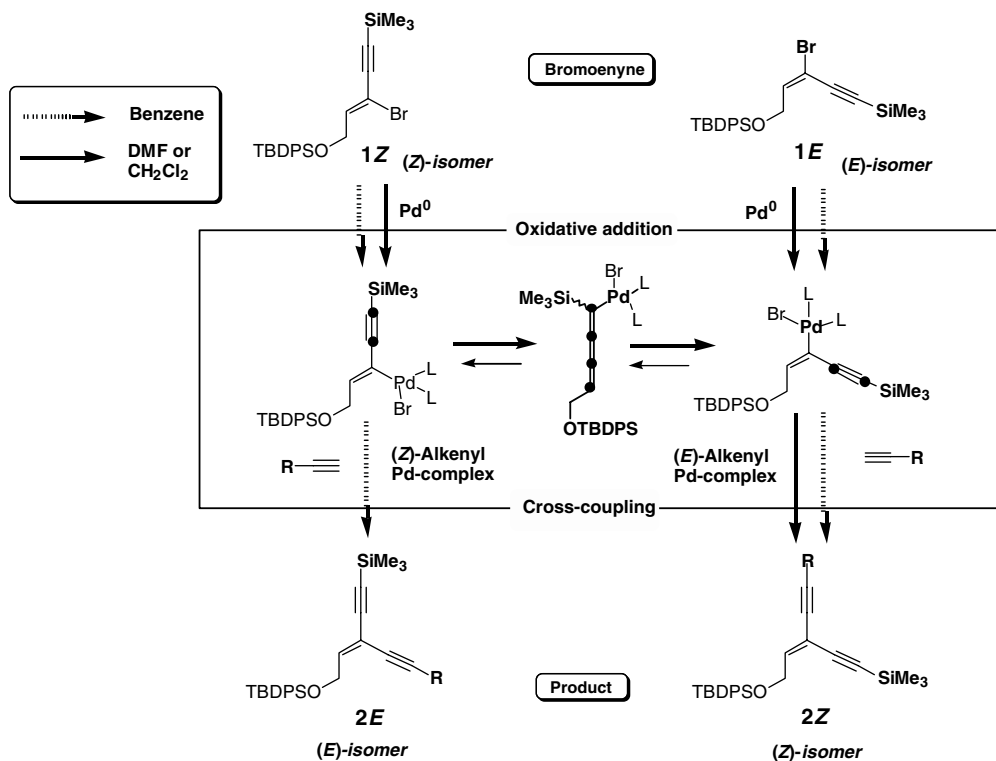 SiMe3
Bromoenyne
Br
Benzene
DMF or
CH2Cl2
Br
SiMe3
TBDPSO
TBDPSO
1Z
(Z)-isomer
1E
(E)-isomer
Pd0
Pd0
Oxidative addition
SiMe3
Br
L
Me3Si
Pd
L
L
Br
Pd
L
L
Pd
L
Br
L
SiMe3
TBDPSO
TBDPSO
OTBDPS
(Z)-Alkenyl
Pd-complex
(E)-Alkenyl
Pd-complex
R
R
Cross-coupling
SiMe3
R
R
SiMe3
TBDPSO
Product
TBDPSO
2E
2Z
(E)-isomer
(Z)-isomer